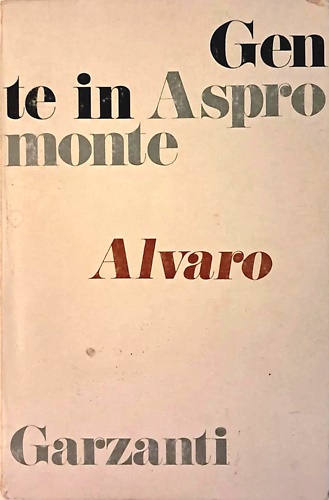 Gen
te in Aspro
monte
Alvaro
Garzanti